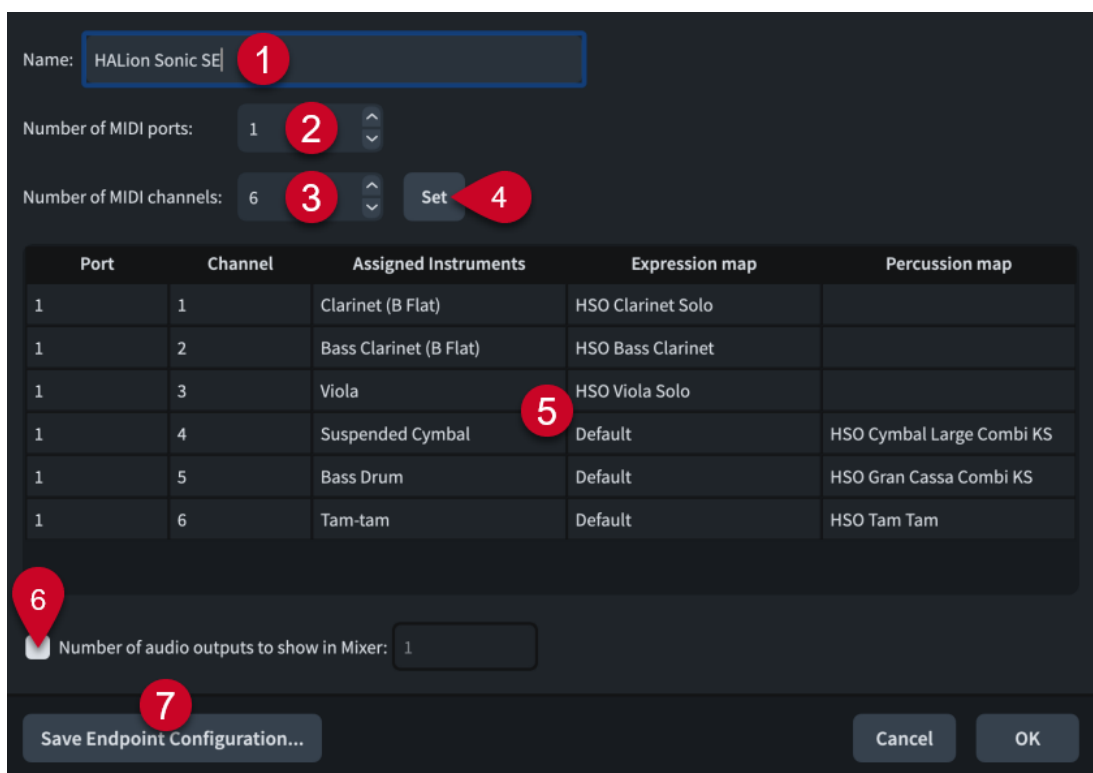 Name: HALion Sonic SE 1
Number of MIDI ports: 1 2
Number of MIDI channels: 6 3 Set 4
Port Channel Assigned Instruments Expression map Percussion map
1 1 Clarinet (B Flat) HSO Clarinet Solo
1 2 Bass Clarinet (B Flat) HSO Bass Clarinet
1 3 Viola HSO Viola Solo
5
1 4 Suspended Cymbal Default HSO Cymbal Large Combi KS
1 5 Bass Drum Default HSO Gran Cassa Combi KS
1 6 Tam-tam Default HSO Tam Tam
6
Number of audio outputs to show in Mixer: 1
7
Save Endpoint Configuration... Cancel OK